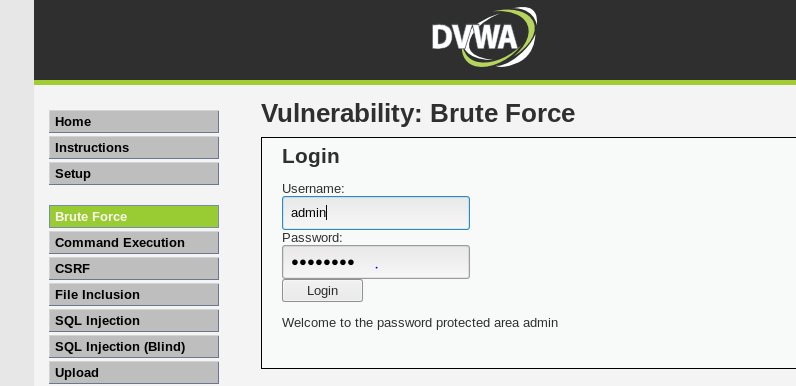 DVWA
Home
Instructions
Setup
Brute Force
Command Execution
CSRF
File Inclusion
SQL Injection
SQL Injection (Blind)
Upload
Vulnerability: Brute Force
Login
Username:
admin
Password:
••••••••
Login
Welcome to the password protected area admin